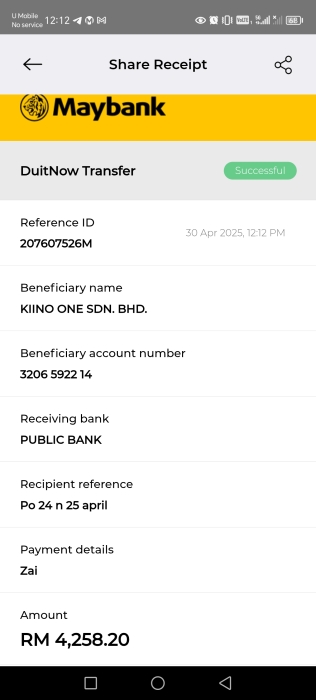 U Mobile
No service 12:12
Share Receipt
Maybank
DuitNow Transfer
Successful
Reference ID
30 Apr 2025, 12:12 PM
207607526M
Beneficiary name
KIINO ONE SDN. BHD.
Beneficiary account number
3206 5922 14
Receiving bank
PUBLIC BANK
Recipient reference
Po 24 n 25 april
Payment details
Zai
Amount
RM 4,258.20